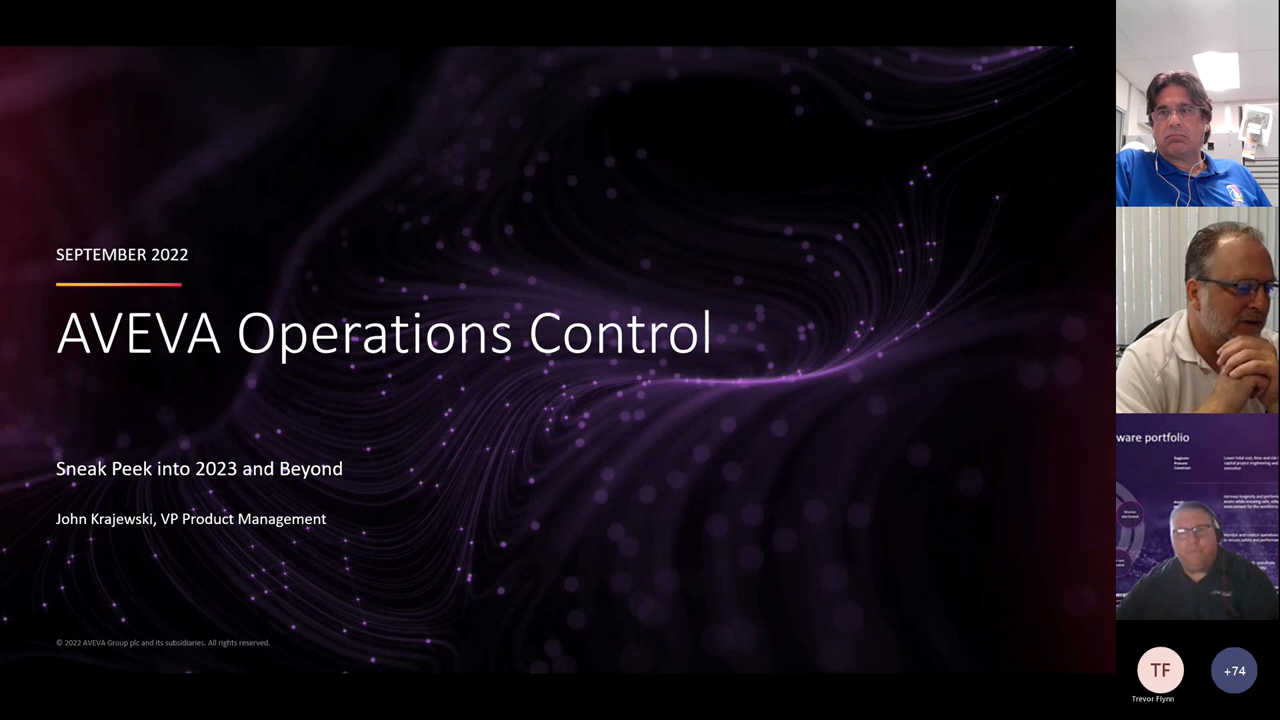 SEPTEMBER 2022
AVEVA Operations Control
Sneak Peek into 2023 and Beyond
John Krajewski, VP Product Management
© 2022 AVEVA Group plc and its subsidiaries. All rights reserved.
ware portfolio
TF
+74
Trevor Flynn